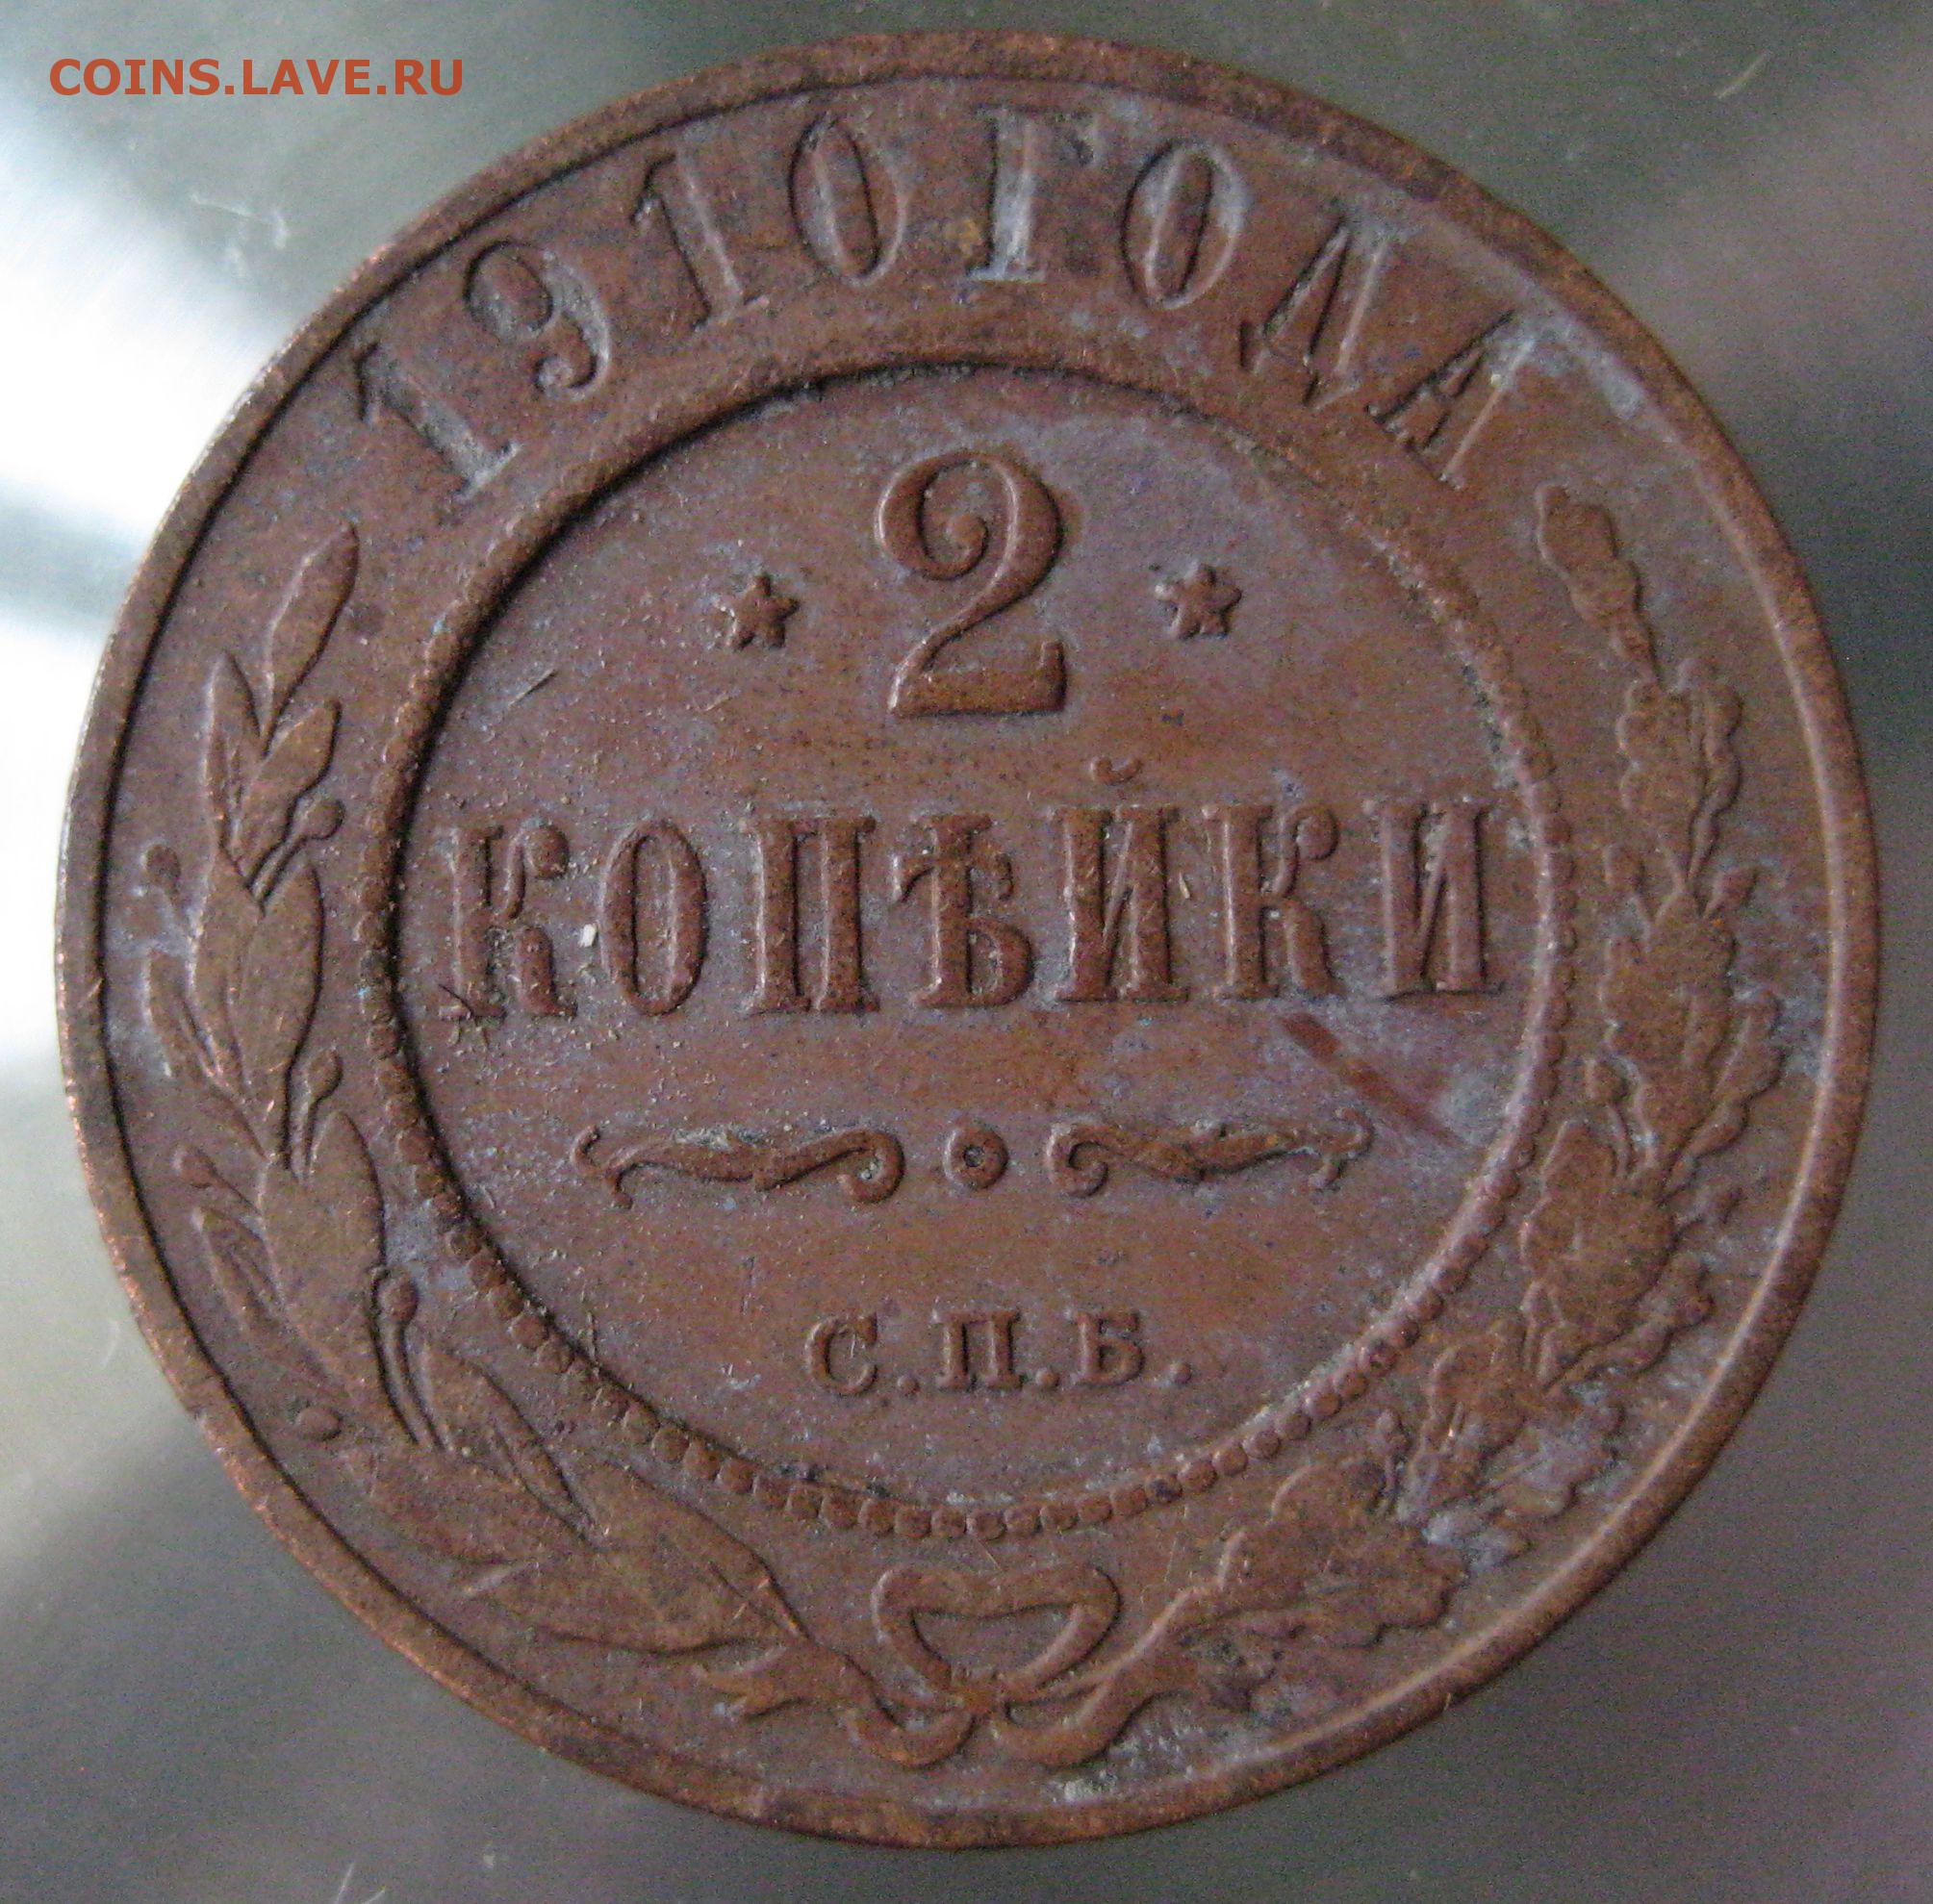 COINS.LAVE.RU
1910 ГОДА
2
КОПѢЙКИ
С.П.Б.